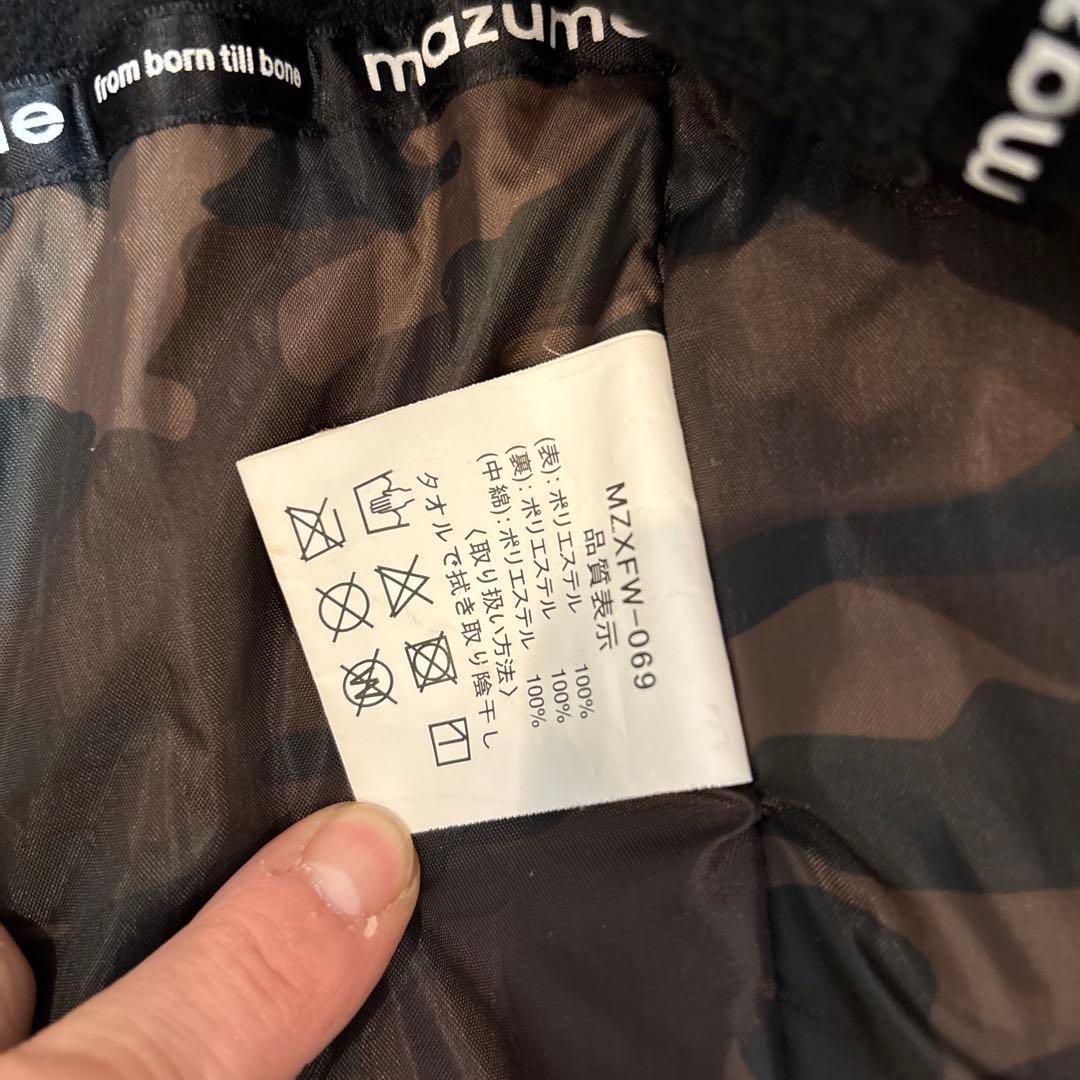 from born till bone
MZXFW-069
品質表示
(表):ポリエステル 100%
(裏):ポリエステル 100%
(中綿):ポリエステル 100%
〈取り扱い方法〉
タオルで拭き取り陰干し